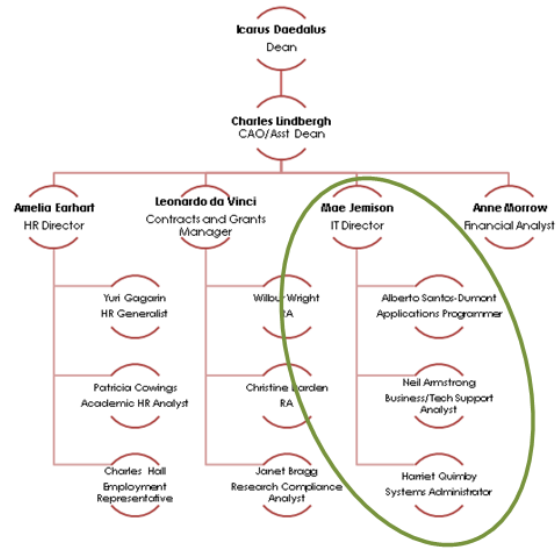 Icarus Daedalus
Dean
Charles Lindbergh
CAO/Asst Dean
Amelia Earhart
HR Director
Leonardo da Vinci
Contracts and Grants
Manager
Mae Jemison
IT Director
Anne Morrow
Financial Analyst
Yuri Gagarin
HR Generalist
Wilbur Wright
RA
Alberto Santos-Dumont
Applications Programmer
Patricia Cowings
Academic HR Analyst
Christine Darden
RA
Neil Armstrong
Business/Tech Support
Analyst
Charles Hall
Employment
Representative
Janet Bragg
Research Compliance
Analyst
Harriet Quimby
Systems Administrator